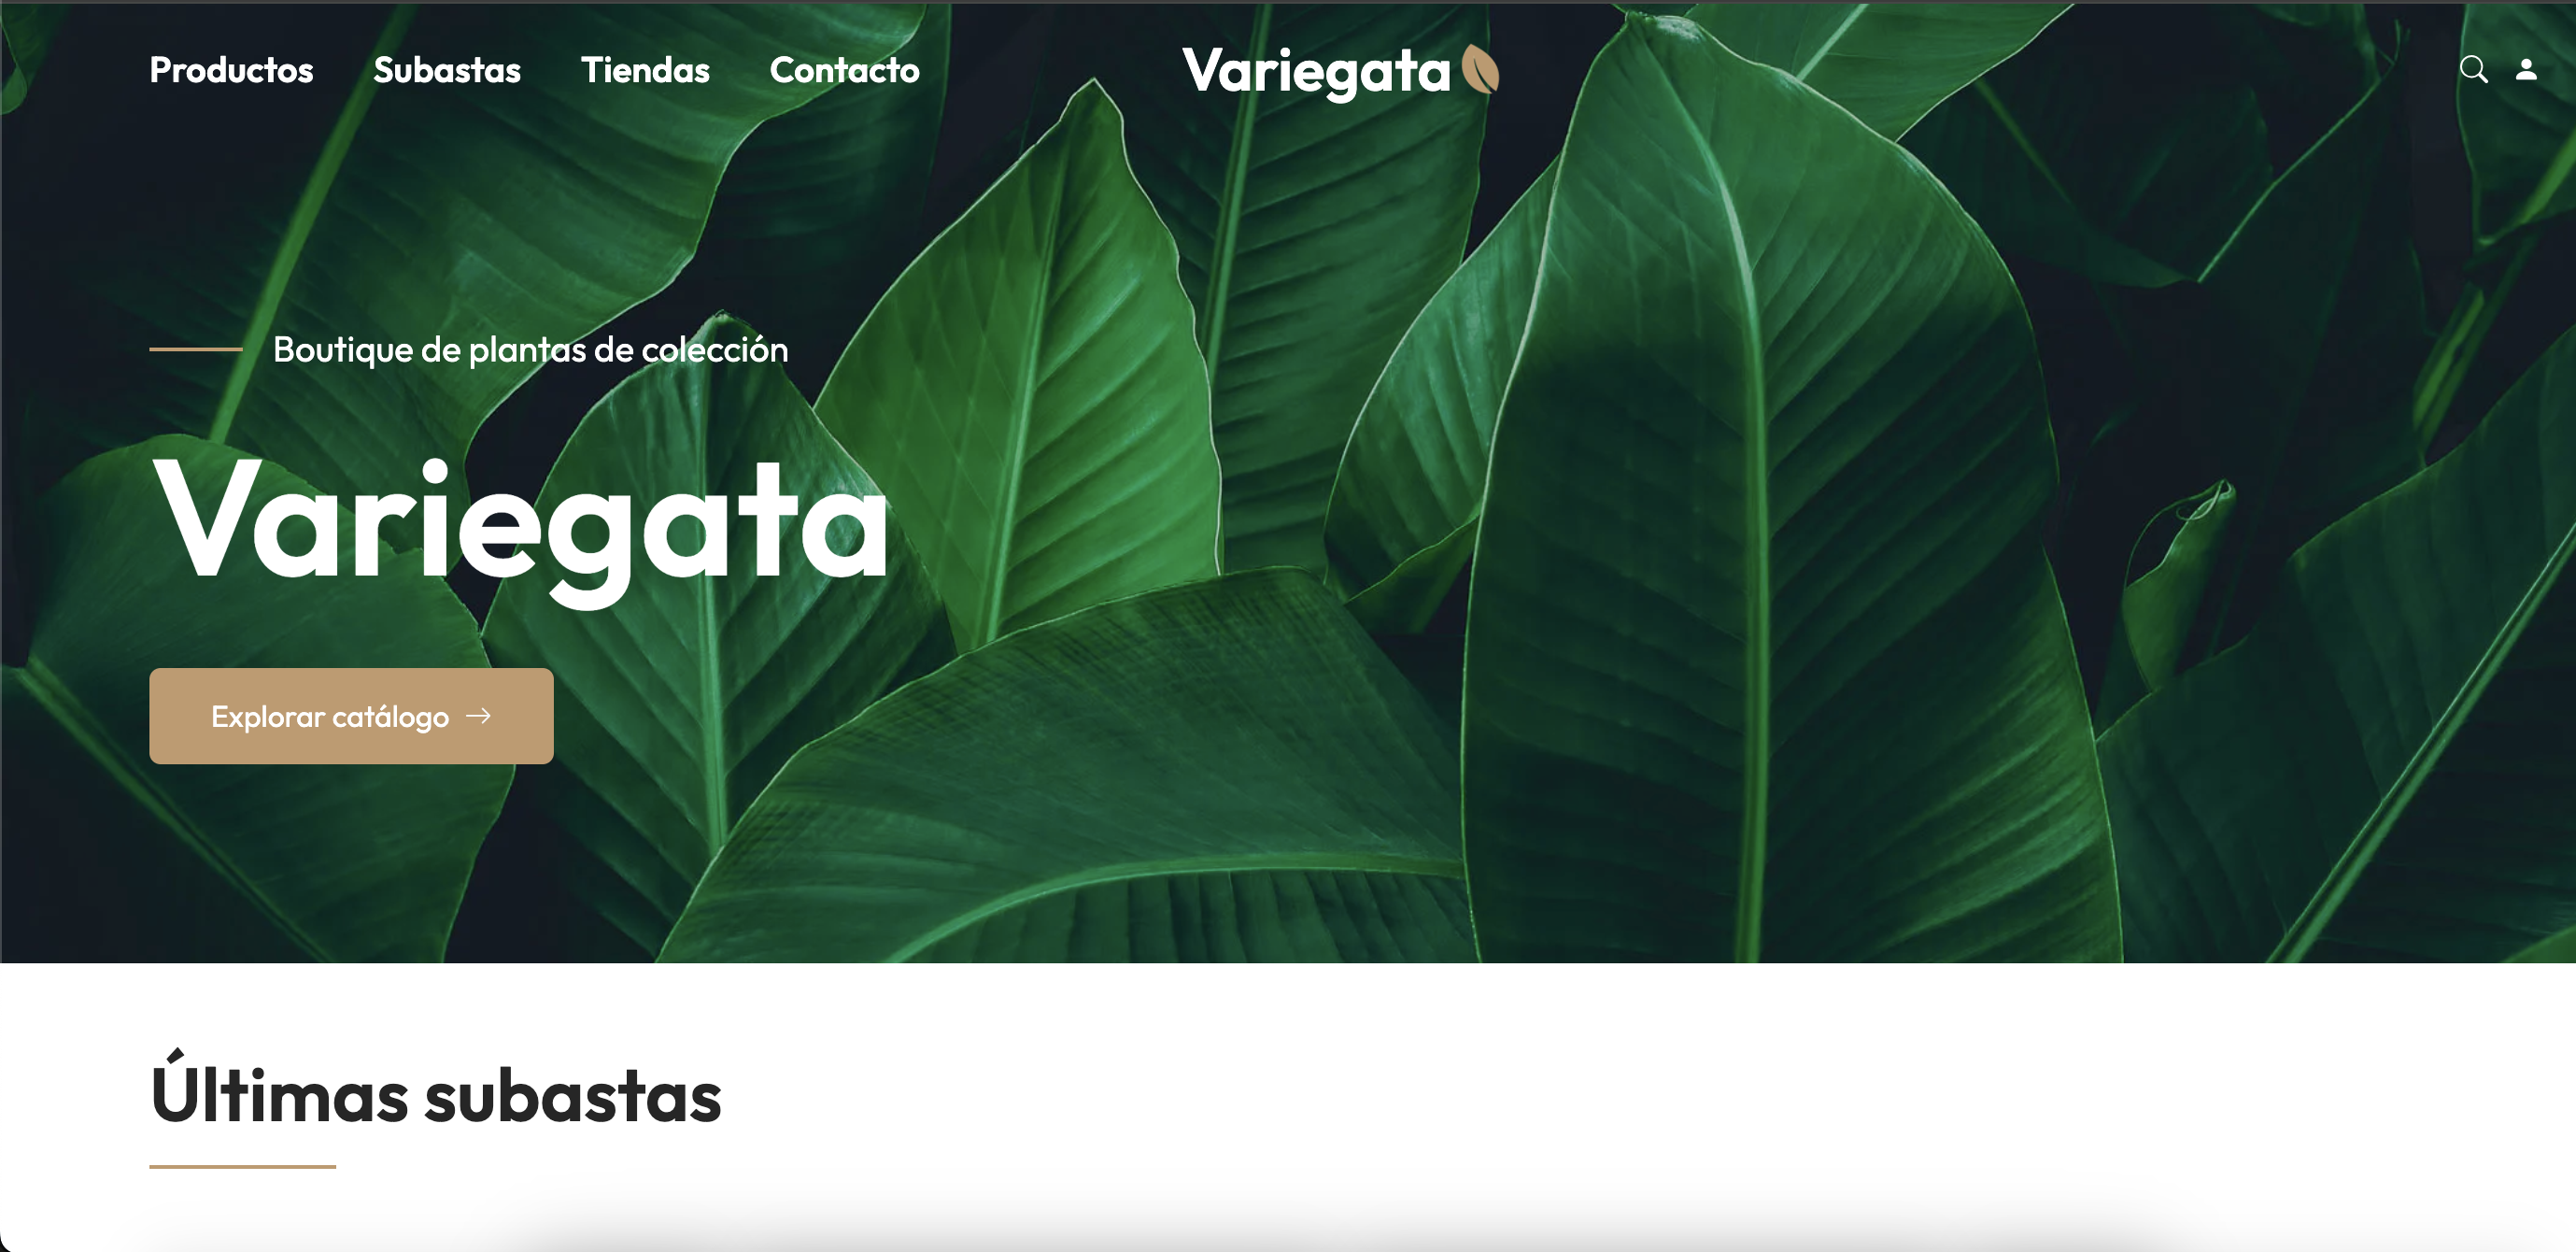 Productos Subastas Tiendas Contacto Variegata
Boutique de plantas de colección
Variegata
Explorar catálogo →
Últimas subastas